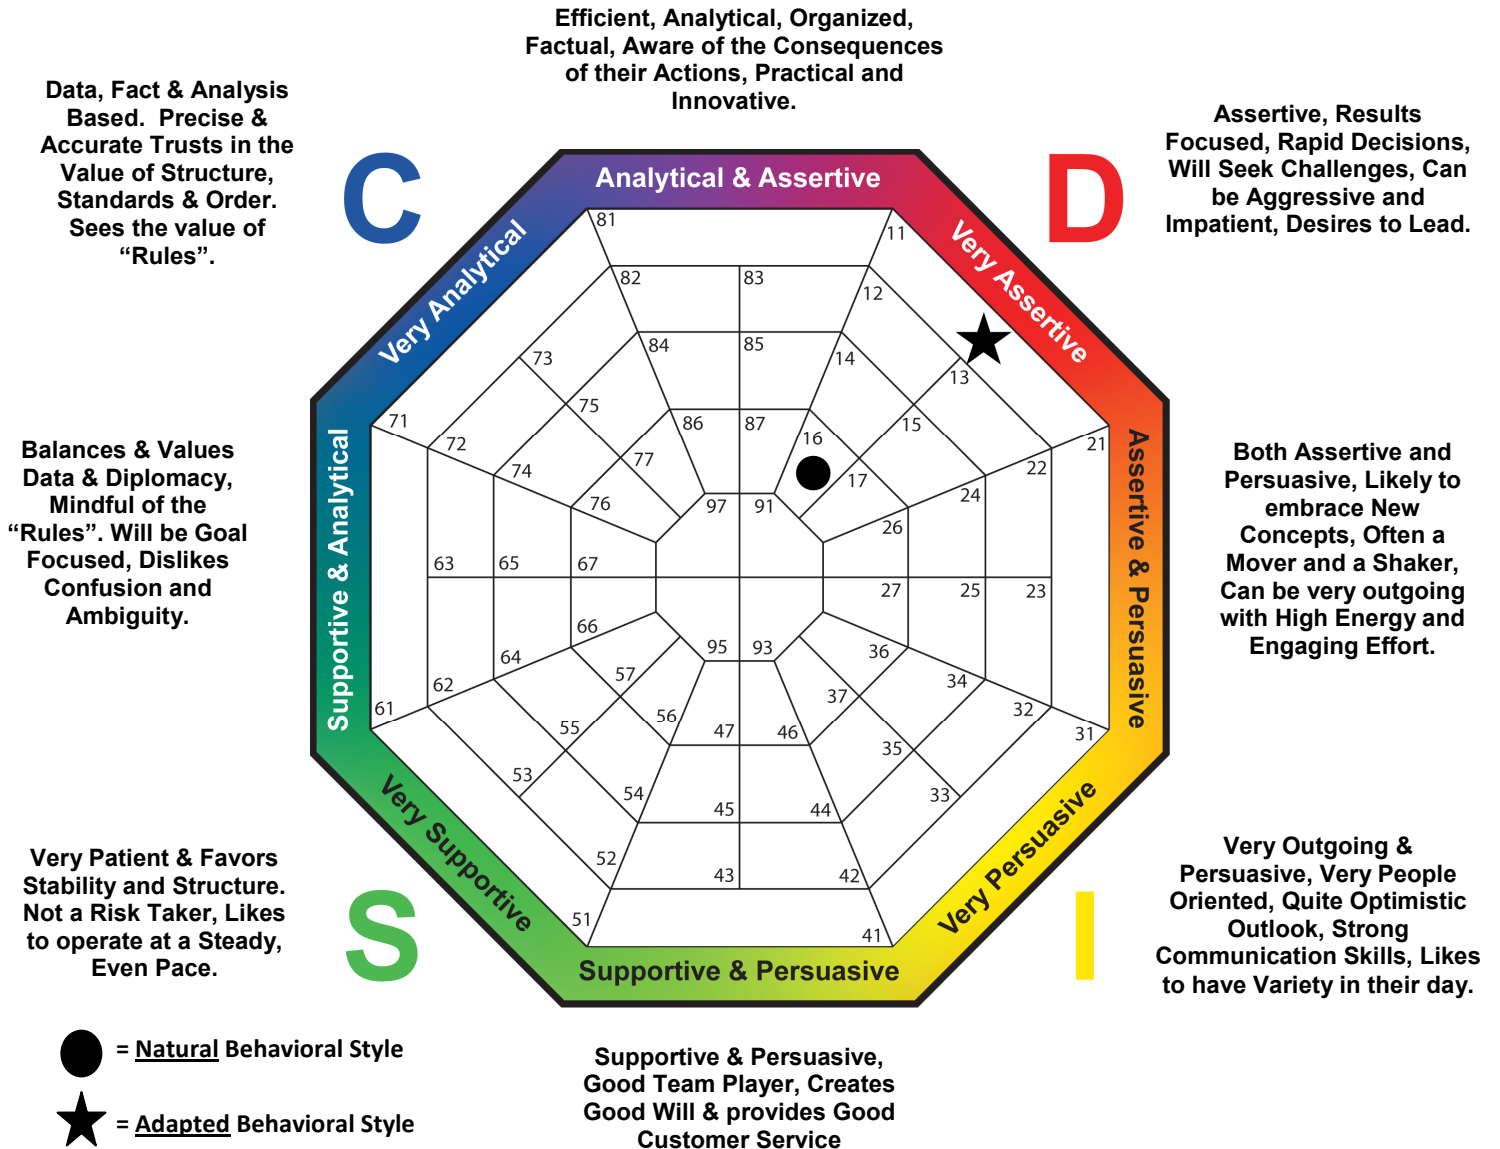 Efficient, Analytical, Organized,
Factual, Aware of the Consequences
of their Actions, Practical and
Innovative.
Data, Fact & Analysis
Based.  Precise &
Accurate Trusts in the
Value of Structure,
Standards & Order.
Sees the value of
“Rules”.
C
D
Assertive, Results
Focused, Rapid Decisions,
Will Seek Challenges, Can
be Aggressive and
Impatient, Desires to Lead.
Analytical & Assertive
Very Analytical
Very Assertive
Supportive & Analytical
Assertive & Persuasive
Very Supportive
Very Persuasive
Supportive & Persuasive
81
11
82 83 12
84 85 14
73 13
75 15
71 86 87 16 21
72 77 17 22
74 24
76 97 91 26
63 65 67
27 25 23
66
64 57 95 93 36
62 37 34
61 56 32
55 47 46 35 31
53 33
54 45 44
52 43 42
51 41
Balances & Values
Data & Diplomacy,
Mindful of the
“Rules”. Will be Goal
Focused, Dislikes
Confusion and
Ambiguity.
Both Assertive and
Persuasive, Likely to
embrace New
Concepts, Often a
Mover and a Shaker,
Can be very outgoing
with High Energy and
Engaging Effort.
Very Patient & Favors
Stability and Structure.
Not a Risk Taker, Likes
to operate at a Steady,
Even Pace.
S
I
Very Outgoing &
Persuasive, Very People
Oriented, Quite Optimistic
Outlook, Strong
Communication Skills, Likes
to have Variety in their day.
= Natural Behavioral Style
= Adapted Behavioral Style
Supportive & Persuasive,
Good Team Player, Creates
Good Will & provides Good
Customer Service